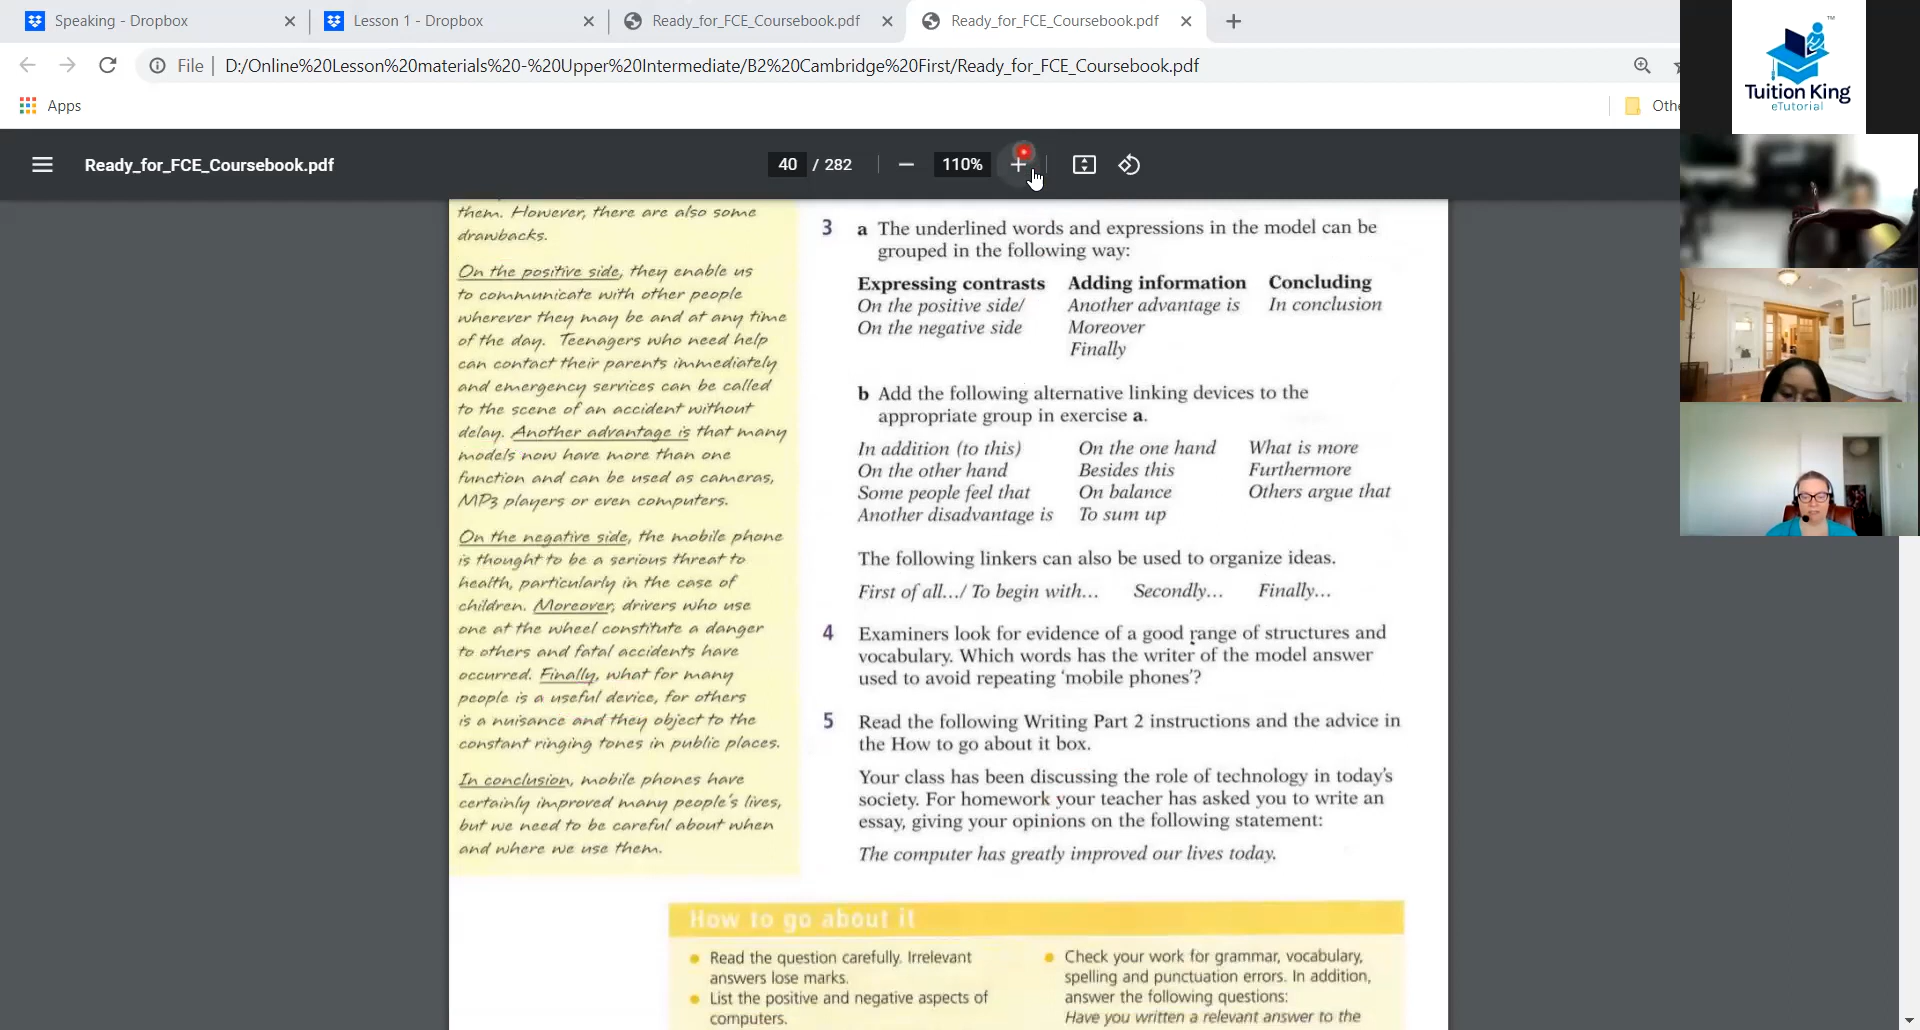 Speaking - Dropbox
Lesson 1 - Dropbox
Ready_for_FCE_Coursebook.pdf
Ready_for_FCE_Coursebook.pdf
File
D:/Online%20Lesson%20materials%20-%20Upper%20Intermediate/B2%20Cambridge%20First/Ready_for_FCE_Coursebook.pdf
Apps
Ready_for_FCE_Coursebook.pdf
40 / 282
110%
TM
Tuition King
eTutorial
them. However, there are also some
drawbacks.
On the positive side, they enable us
to communicate with other people
wherever they may be and at any time
of the day. Teenagers who need help
can contact their parents immediately
and emergency services can be called
to the scene of an accident without
delay. Another advantage is that many
models now have more than one
function and can be used as cameras,
MP3 players or even computers.
On the negative side, the mobile phone
is thought to be a serious threat to
health, particularly in the case of
children. Moreover, drivers who use
one at the wheel constitute a danger
to others and fatal accidents have
occurred. Finally, what for many
people is a useful device, for others
is a nuisance and they object to the
constant ringing tones in public places.
In conclusion, mobile phones have
certainly improved many people's lives,
but we need to be careful about when
and where we use them.
3 a The underlined words and expressions in the model can be
grouped in the following way:
Expressing contrasts Adding information Concluding
On the positive side/ Another advantage is In conclusion
On the negative side Moreover
Finally
b Add the following alternative linking devices to the
appropriate group in exercise a.
In addition (to this) On the one hand What is more
On the other hand Besides this Furthermore
Some people feel that On balance Others argue that
Another disadvantage is To sum up
The following linkers can also be used to organize ideas.
First of all.../ To begin with... Secondly... Finally...
4 Examiners look for evidence of a good range of structures and
vocabulary. Which words has the writer of the model answer
used to avoid repeating 'mobile phones'?
5 Read the following Writing Part 2 instructions and the advice in
the How to go about it box.
Your class has been discussing the role of technology in today's
society. For homework your teacher has asked you to write an
essay, giving your opinions on the following statement:
The computer has greatly improved our lives today.
How to go about it
Read the question carefully. Irrelevant
answers lose marks.
List the positive and negative aspects of
computers.
Check your work for grammar, vocabulary,
spelling and punctuation errors. In addition,
answer the following questions:
Have you written a relevant answer to the